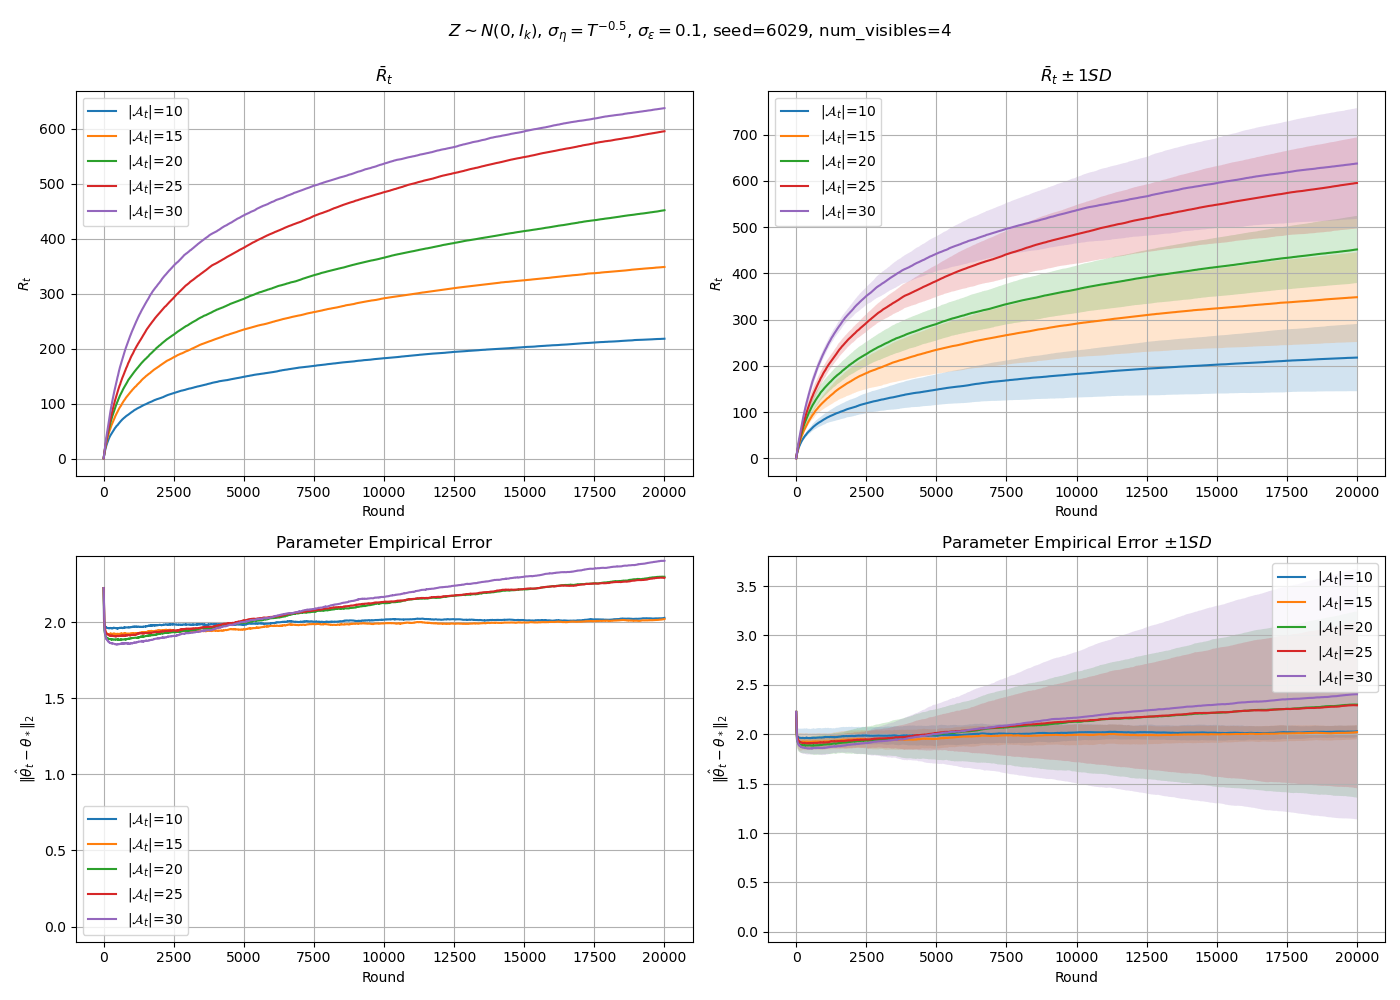 Z ~ N(0, I_k), σ_η = T^{−0.5}, σ_ε = 0.1, seed=6029, num_visibles=4
R̄_t
R_t
600
500
400
300
200
100
0
|𝒜_t|=10
|𝒜_t|=15
|𝒜_t|=20
|𝒜_t|=25
|𝒜_t|=30
0 2500 5000 7500 10000 12500 15000 17500 20000
Round
R̄_t ± 1SD
R_t
700
600
500
400
300
200
100
0
|𝒜_t|=10
|𝒜_t|=15
|𝒜_t|=20
|𝒜_t|=25
|𝒜_t|=30
0 2500 5000 7500 10000 12500 15000 17500 20000
Round
Parameter Empirical Error
‖θ̂_t − θ_*‖_2
2.0
1.5
1.0
0.5
0.0
|𝒜_t|=10
|𝒜_t|=15
|𝒜_t|=20
|𝒜_t|=25
|𝒜_t|=30
0 2500 5000 7500 10000 12500 15000 17500 20000
Round
Parameter Empirical Error ±1SD
‖θ̂_t − θ_*‖_2
3.5
3.0
2.5
2.0
1.5
1.0
0.5
0.0
|𝒜_t|=10
|𝒜_t|=15
|𝒜_t|=20
|𝒜_t|=25
|𝒜_t|=30
0 2500 5000 7500 10000 12500 15000 17500 20000
Round